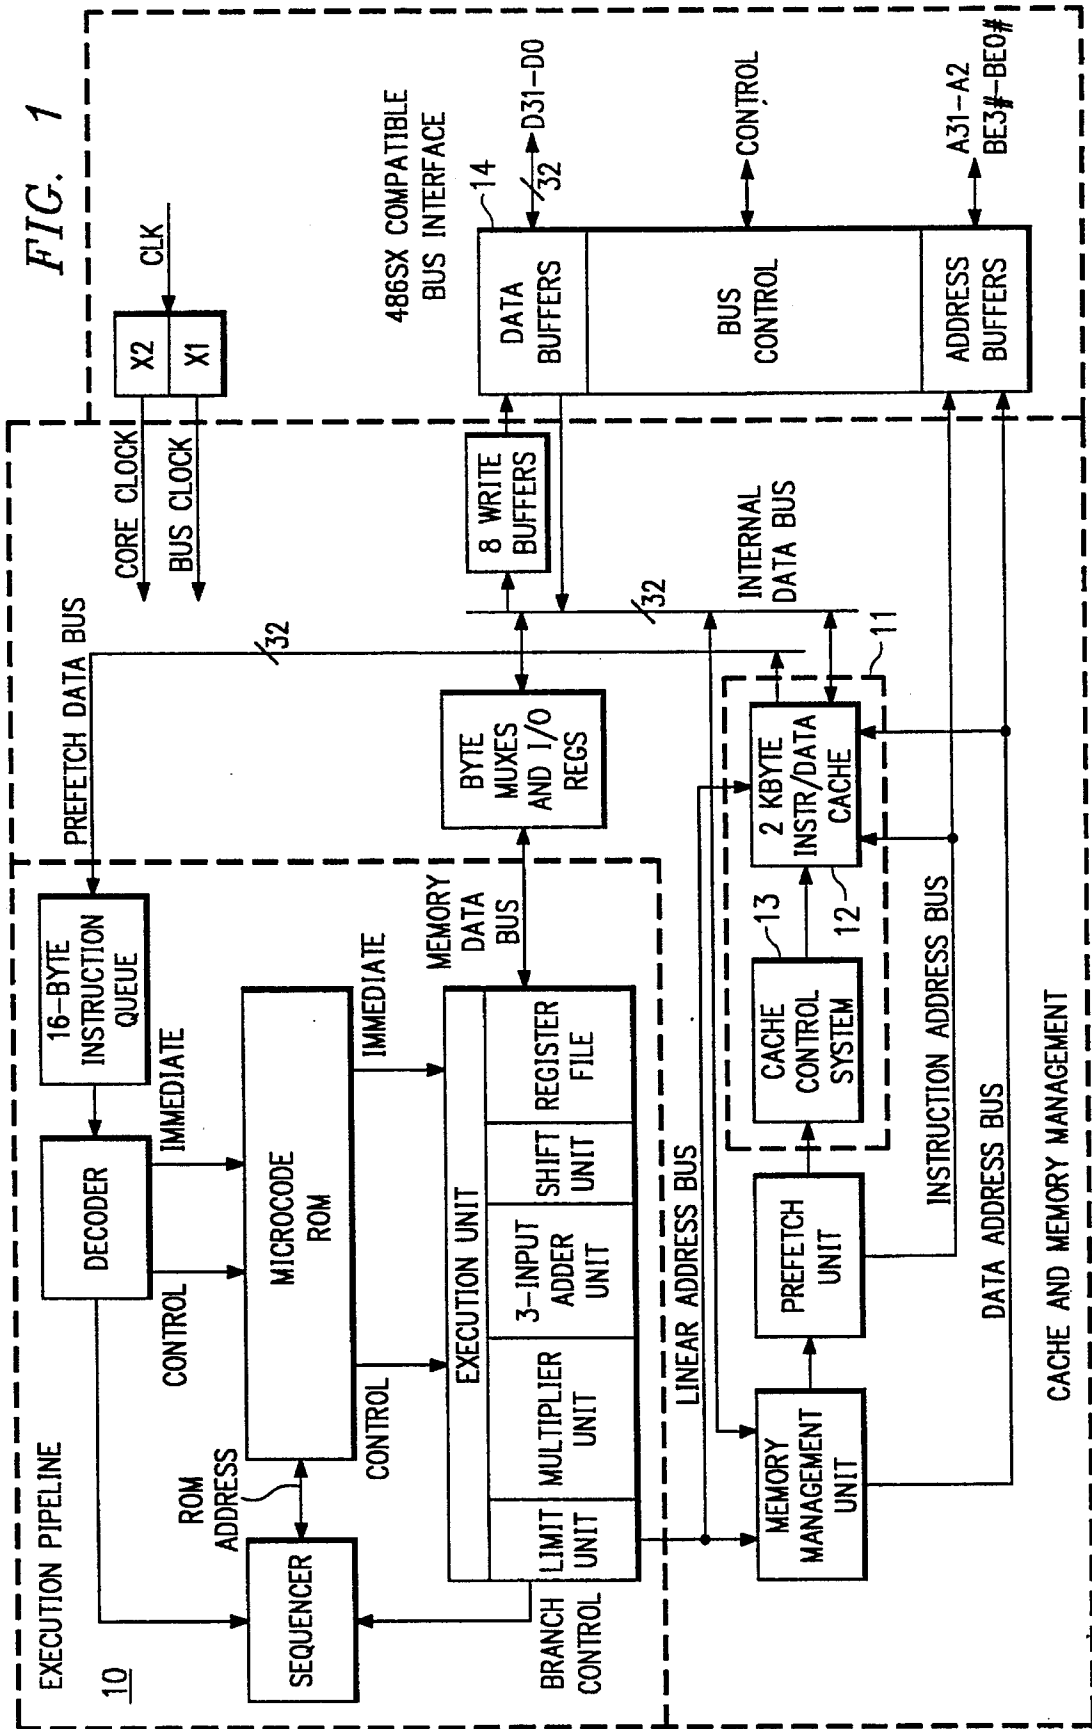 FIG. 1
EXECUTION PIPELINE
10
SEQUENCER
ROM
ADDRESS
DECODER
CONTROL
IMMEDIATE
16-BYTE
INSTRUCTION
QUEUE
MICROCODE
ROM
CONTROL
IMMEDIATE
BRANCH
CONTROL
EXECUTION UNIT
LIMIT
UNIT
MULTIPLIER
UNIT
3-INPUT
ADDER
UNIT
SHIFT
UNIT
REGISTER
FILE
MEMORY
DATA
BUS
PREFETCH DATA BUS
32
BYTE
MUXES
AND I/O
REGS
CORE CLOCK
BUS CLOCK
X2
X1
CLK
8 WRITE
BUFFERS
32
INTERNAL
DATA BUS
486SX COMPATIBLE
BUS INTERFACE
14
DATA
BUFFERS
32
D31-D0
BUS
CONTROL
CONTROL
ADDRESS
BUFFERS
A31-A2
BE3#-BE0#
LINEAR ADDRESS BUS
MEMORY
MANAGEMENT
UNIT
PREFETCH
UNIT
CACHE
CONTROL
SYSTEM
13
2 KBYTE
INSTR/DATA
CACHE
12
11
INSTRUCTION ADDRESS BUS
DATA ADDRESS BUS
CACHE AND MEMORY MANAGEMENT